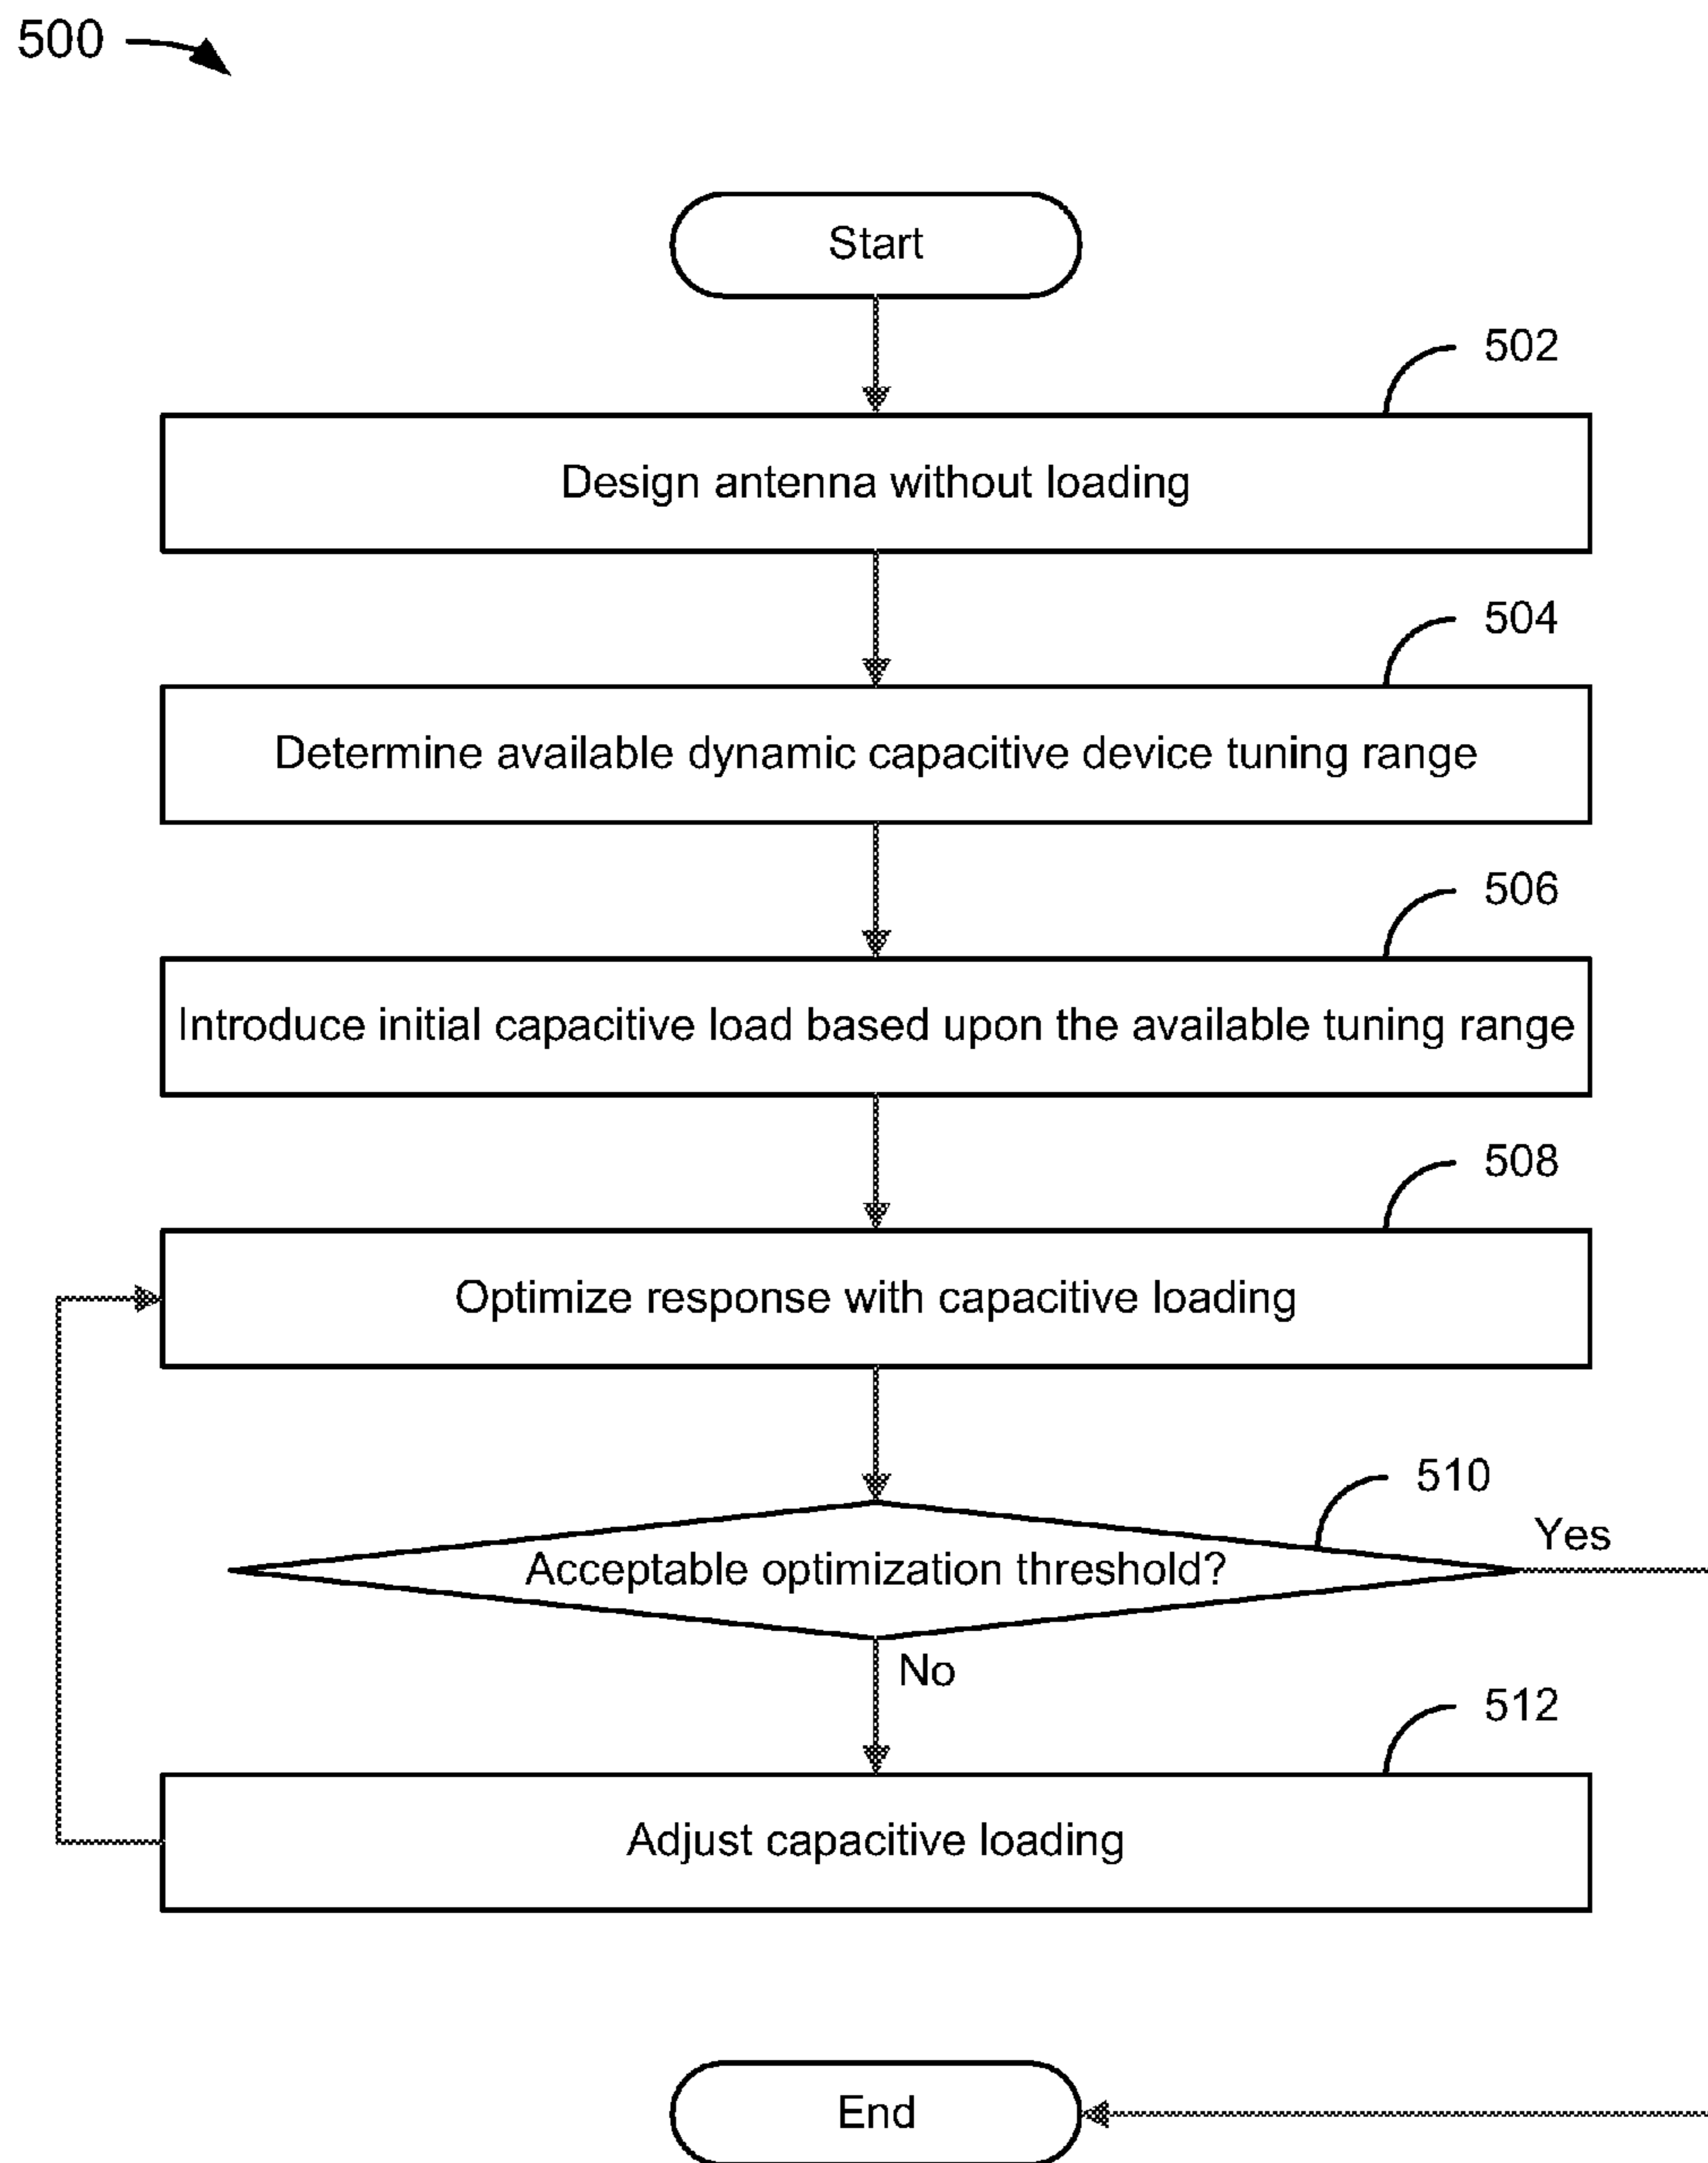 500
Start
502
Design antenna without loading
504
Determine available dynamic capacitive device tuning range
506
Introduce initial capacitive load based upon the available tuning range
508
Optimize response with capacitive loading
510
Acceptable optimization threshold?
Yes
No
512
Adjust capacitive loading
End